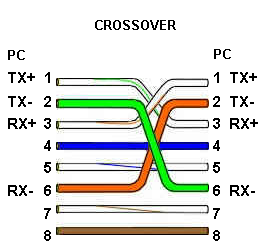 CROSSOVER
PC PC
TX+ 1 1 TX+
TX- 2 2 TX-
RX+ 3 3 RX+
4 4
5 5
RX- 6 6 RX-
7 7
8 8